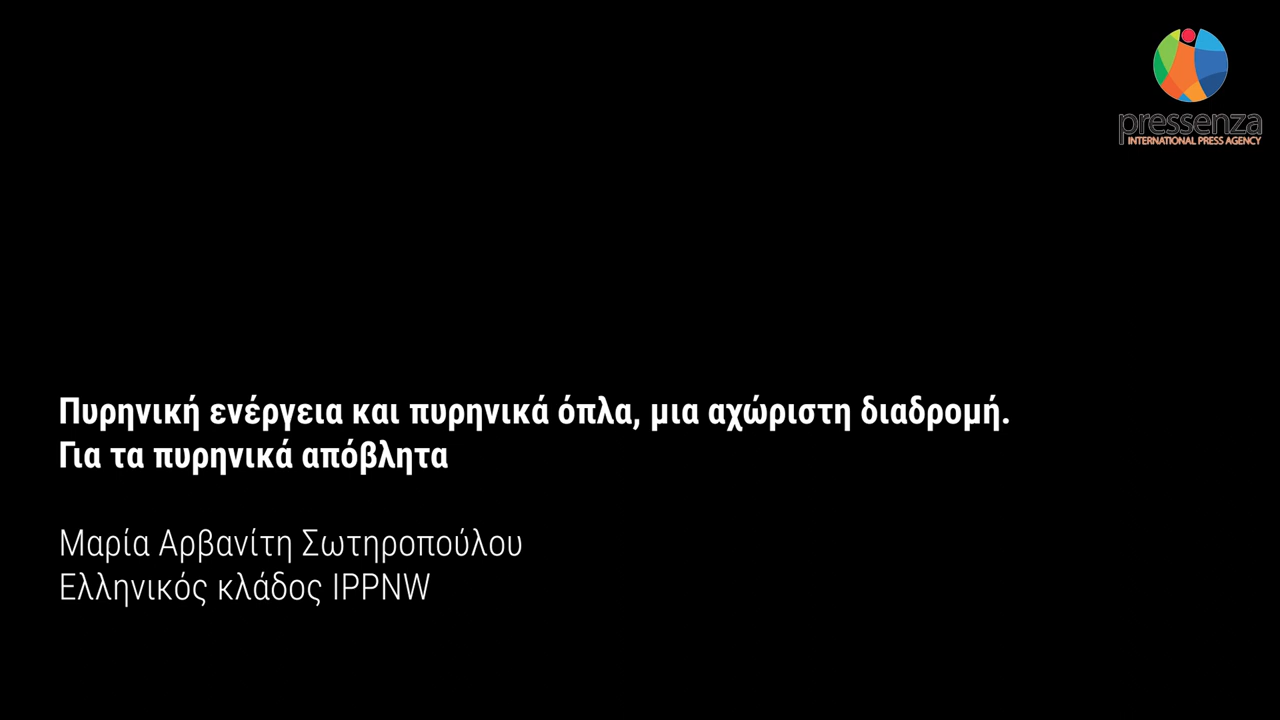 pressenza
INTERNATIONAL PRESS AGENCY
Πυρηνική ενέργεια και πυρηνικά όπλα, μια αχώριστη διαδρομή.
Για τα πυρηνικά απόβλητα
Μαρία Αρβανίτη Σωτηροπούλου
Ελληνικός κλάδος IPPNW